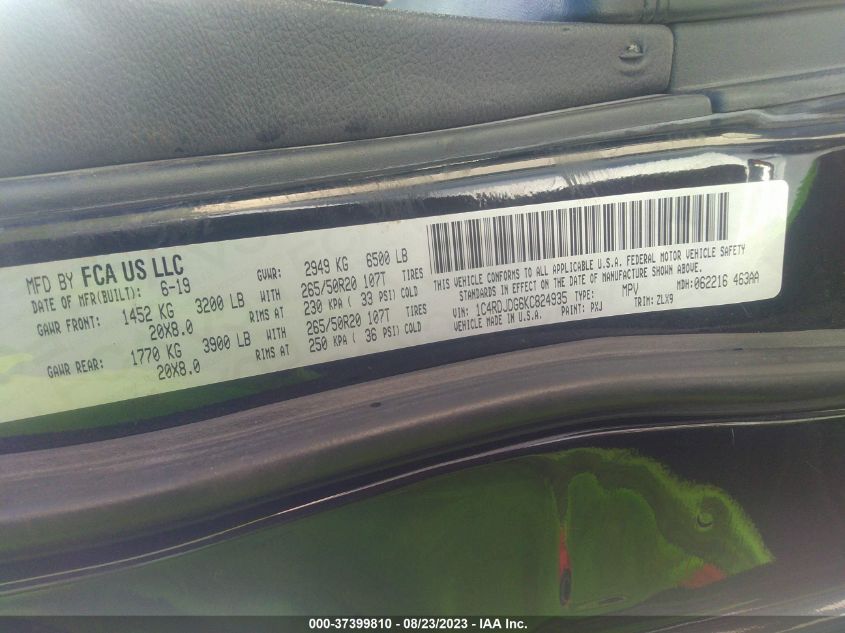 MFD BY FCA US LLC
DATE OF MFR(BUILT): 6-19 GVWR: 2949 KG 6500 LB
GAWR FRONT: 1452 KG 3200 LB WITH 265/50R20 107T TIRES
20X8.0 RIMS AT 230 KPA ( 33 PSI) COLD
GAWR REAR: 1770 KG 3900 LB WITH 265/50R20 107T TIRES
20X8.0 RIMS AT 250 KPA ( 36 PSI) COLD
THIS VEHICLE CONFORMS TO ALL APPLICABLE U.S.A. FEDERAL MOTOR VEHICLE SAFETY
STANDARDS IN EFFECT ON THE DATE OF MANUFACTURE SHOWN ABOVE.
VIN: 1C4RDJDG6KC824935 TYPE: MPV MDH: 062216 463AA
VEHICLE MADE IN U.S.A. PAINT: PXJ TRIM: ZLX9
000-37399810 / 08/23/2023 - IAA Inc.